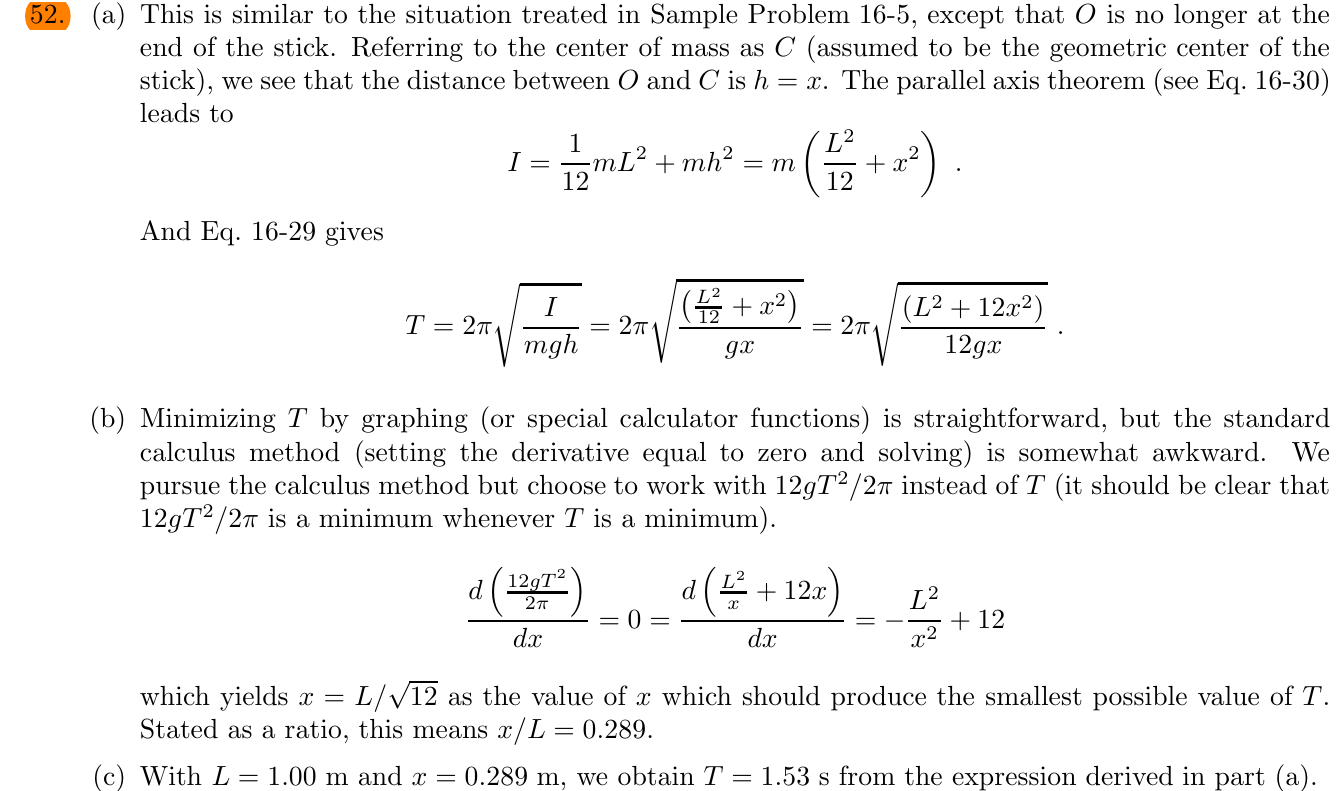 52. (a) This is similar to the situation treated in Sample Problem 16-5, except that O is no longer at the
end of the stick. Referring to the center of mass as C (assumed to be the geometric center of the
stick), we see that the distance between O and C is h = x. The parallel axis theorem (see Eq. 16-30)
leads to
I = \frac{1}{12}mL^2 + mh^2 = m\left(\frac{L^2}{12} + x^2\right) .
And Eq. 16-29 gives
T = 2\pi\sqrt{\frac{I}{mgh}} = 2\pi\sqrt{\frac{\left(\frac{L^2}{12} + x^2\right)}{gx}} = 2\pi\sqrt{\frac{(L^2 + 12x^2)}{12gx}} .
(b) Minimizing T by graphing (or special calculator functions) is straightforward, but the standard
calculus method (setting the derivative equal to zero and solving) is somewhat awkward. We
pursue the calculus method but choose to work with 12gT²/2π instead of T (it should be clear that
12gT²/2π is a minimum whenever T is a minimum).
\frac{d\left(\frac{12gT^2}{2\pi}\right)}{dx} = 0 = \frac{d\left(\frac{L^2}{x} + 12x\right)}{dx} = -\frac{L^2}{x^2} + 12
which yields x = L/√12 as the value of x which should produce the smallest possible value of T.
Stated as a ratio, this means x/L = 0.289.
(c) With L = 1.00 m and x = 0.289 m, we obtain T = 1.53 s from the expression derived in part (a).